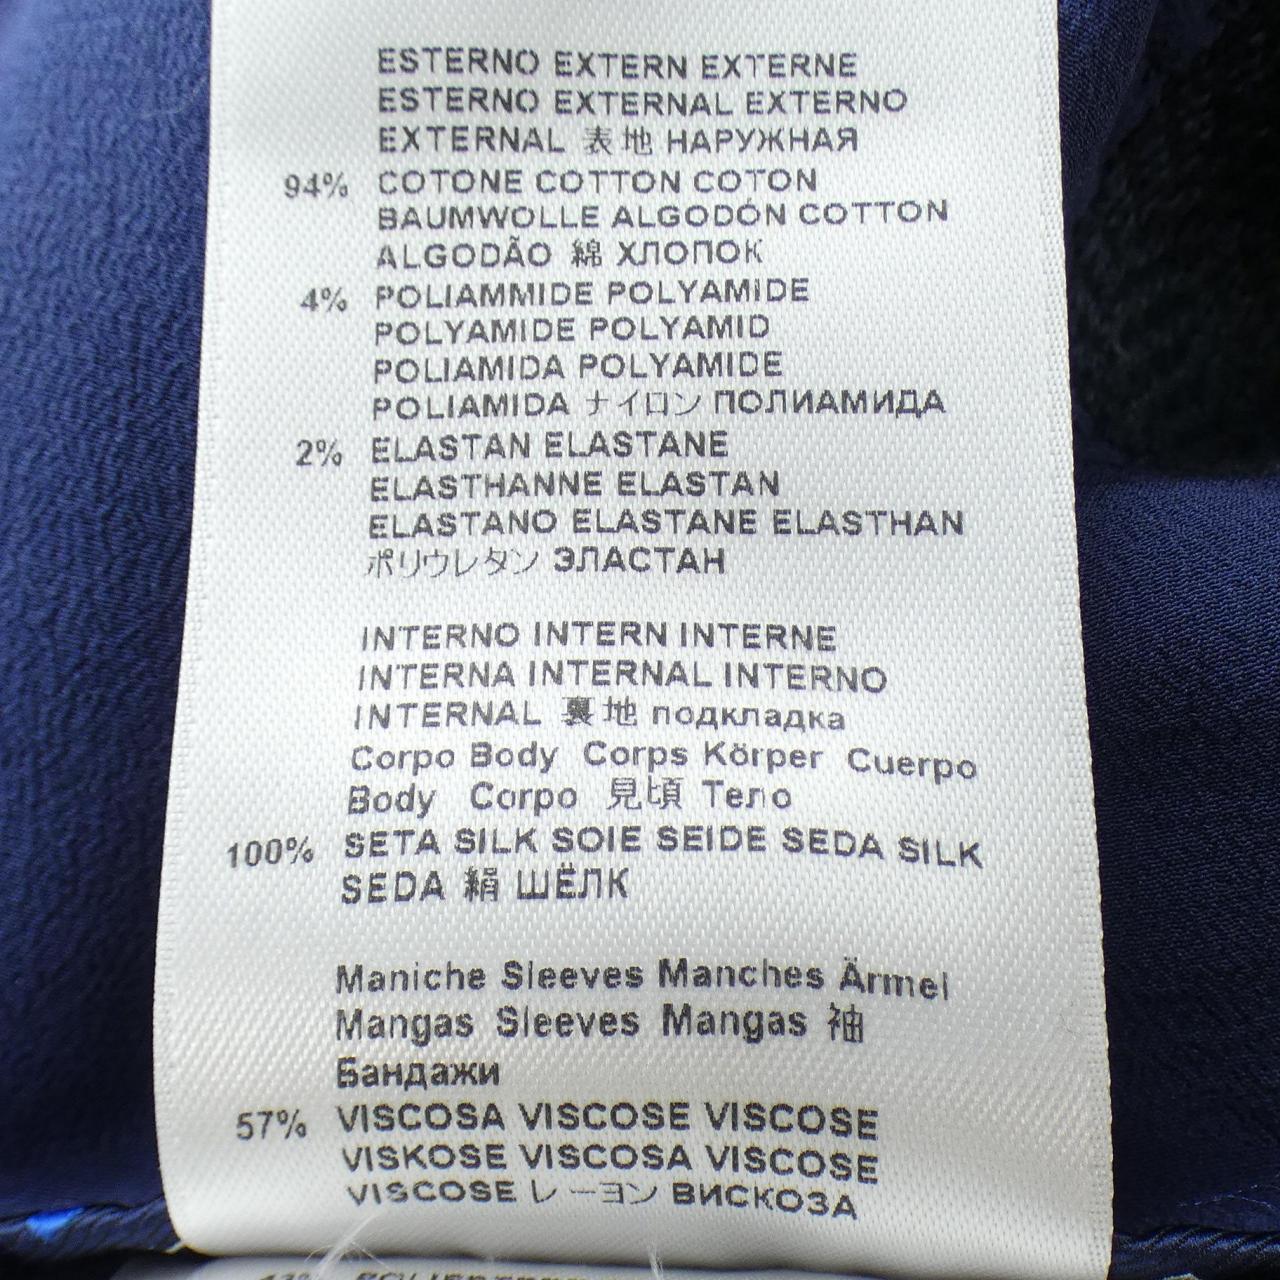 ESTERNO EXTERN EXTERNE
ESTERNO EXTERNAL EXTERNO
EXTERNAL 表地 НАРУЖНАЯ
94% COTONE COTTON COTON
BAUMWOLLE ALGODÓN COTTON
ALGODÃO 綿 ХЛОПОК
4% POLIAMMIDE POLYAMIDE
POLYAMIDE POLYAMID
POLIAMIDA POLYAMIDE
POLIAMIDA ナイロン ПОЛИАМИДА
2% ELASTAN ELASTANE
ELASTHANNE ELASTAN
ELASTANO ELASTANE ELASTHAN
ポリウレタン ЭЛАСТАН
INTERNO INTERN INTERNE
INTERNA INTERNAL INTERNO
INTERNAL 裏地 подкладка
Corpo Body Corps Körper Cuerpo
Body Corpo 見頃 Тело
100% SETA SILK SOIE SEIDE SEDA SILK
SEDA 絹 ШЁЛК
Maniche Sleeves Manches Ärmel
Mangas Sleeves Mangas 袖
Бандажи
57% VISCOSA VISCOSE VISCOSE
VISKOSE VISCOSA VISCOSE
VISCOSE レーヨン ВИСКОЗА